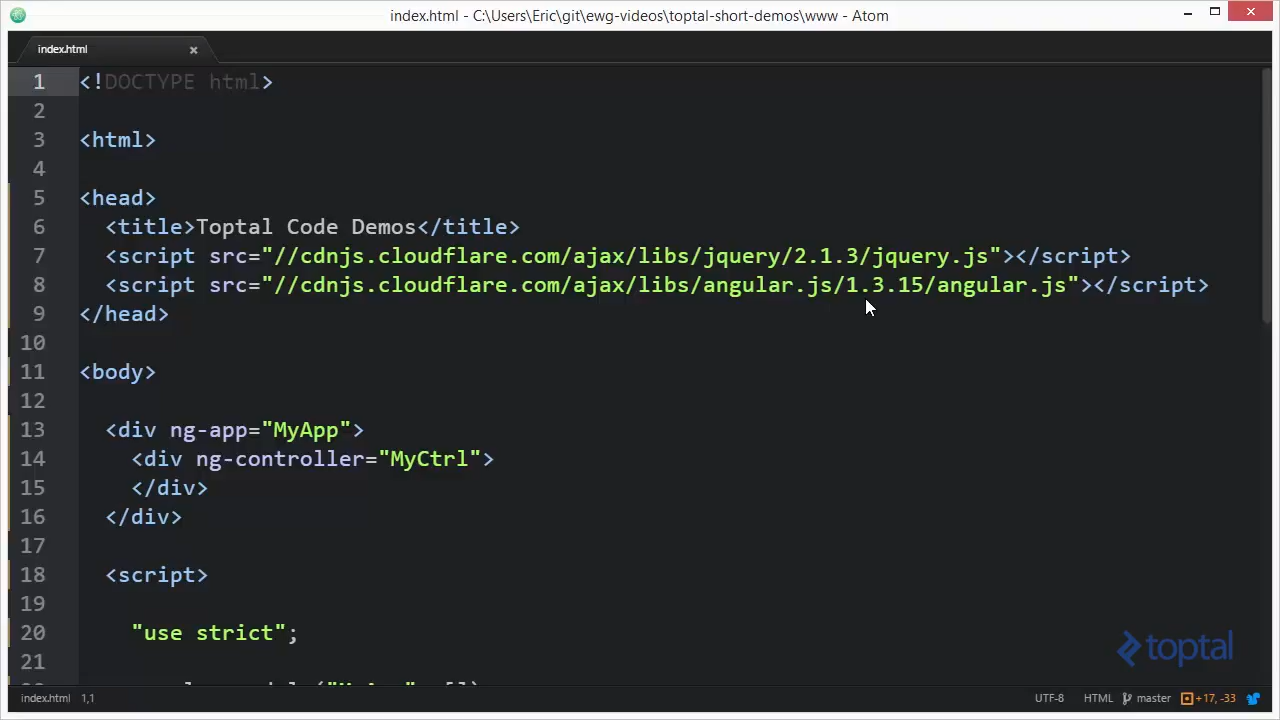 index.html - C:\Users\Eric\git\ewg-videos\toptal-short-demos\www - Atom
index.html
1 <!DOCTYPE html>
2
3 <html>
4
5 <head>
6 <title>Toptal Code Demos</title>
7 <script src="//cdnjs.cloudflare.com/ajax/libs/jquery/2.1.3/jquery.js"></script>
8 <script src="//cdnjs.cloudflare.com/ajax/libs/angular.js/1.3.15/angular.js"></script>
9 </head>
10
11 <body>
12
13 <div ng-app="MyApp">
14 <div ng-controller="MyCtrl">
15 </div>
16 </div>
17
18 <script>
19
20 "use strict";
21
toptal
index.html 1,1 UTF-8 HTML master +17, -33